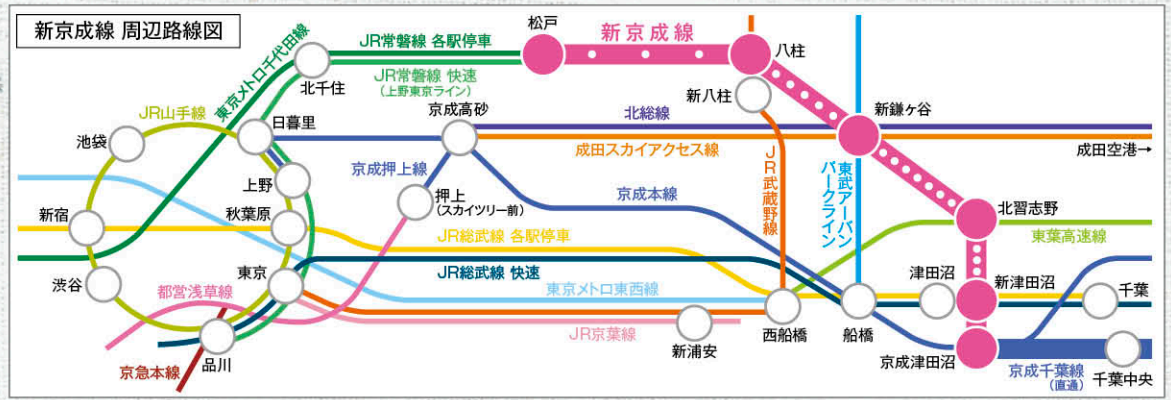 新京成線 周辺路線図
松戸
新京成線
八柱
東京メトロ千代田線
JR常磐線 各駅停車
JR常磐線 快速
(上野東京ライン)
北千住
新八柱
JR山手線
京成高砂
北総線
新鎌ヶ谷
池袋
日暮里
成田スカイアクセス線
成田空港→
京成押上線
JR武蔵野線
東武アーバン
パークライン
上野
押上
(スカイツリー前)
京成本線
新宿
秋葉原
北習志野
JR総武線 各駅停車
東葉高速線
東京
JR総武線 快速
津田沼
新津田沼
千葉
渋谷
都営浅草線
東京メトロ東西線
JR京葉線
新浦安
西船橋
船橋
品川
京急本線
京成津田沼
京成千葉線
(直通)
千葉中央